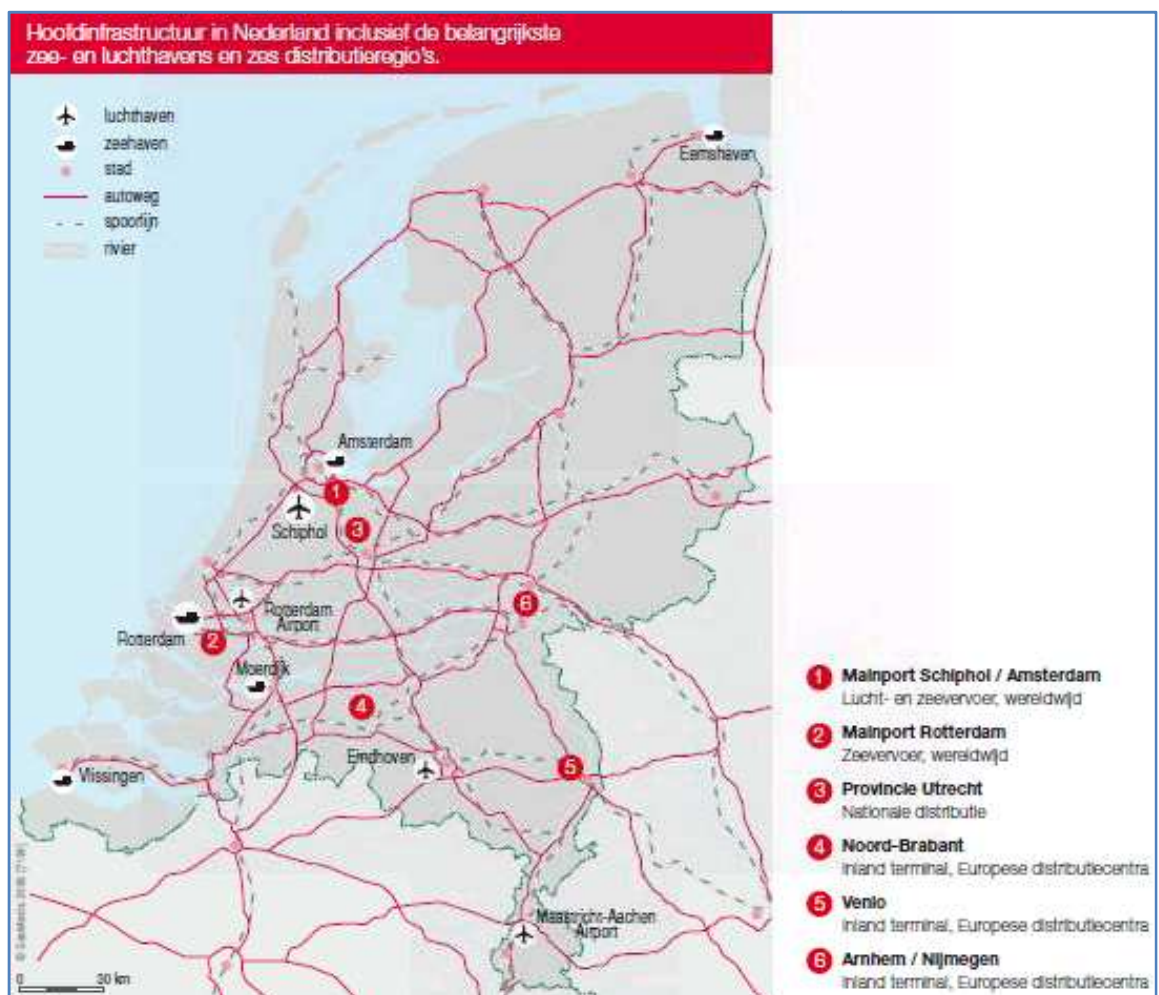 Hoofdinfrastructuur in Nederland inclusief de belangrijkste
zee- en luchthavens en zes distributieregio's.
luchthaven
zeehaven
stad
autoweg
spoorlijn
rivier
Eemshaven
Amsterdam
1
Schiphol
3
Rotterdam
Airport
6
Rotterdam
2
Moerdijk
4
Eindhoven
5
Vlissingen
Maastricht-Aachen
Airport
0 30 km
1 Mainport Schiphol / Amsterdam
Lucht- en zeevervoer, wereldwijd
2 Mainport Rotterdam
Zeevervoer, wereldwijd
3 Provincie Utrecht
Nationale distributie
4 Noord-Brabant
Inland terminal, Europese distributiecentra
5 Venlo
Inland terminal, Europese distributiecentra
6 Arnhem / Nijmegen
Inland terminal, Europese distributiecentra